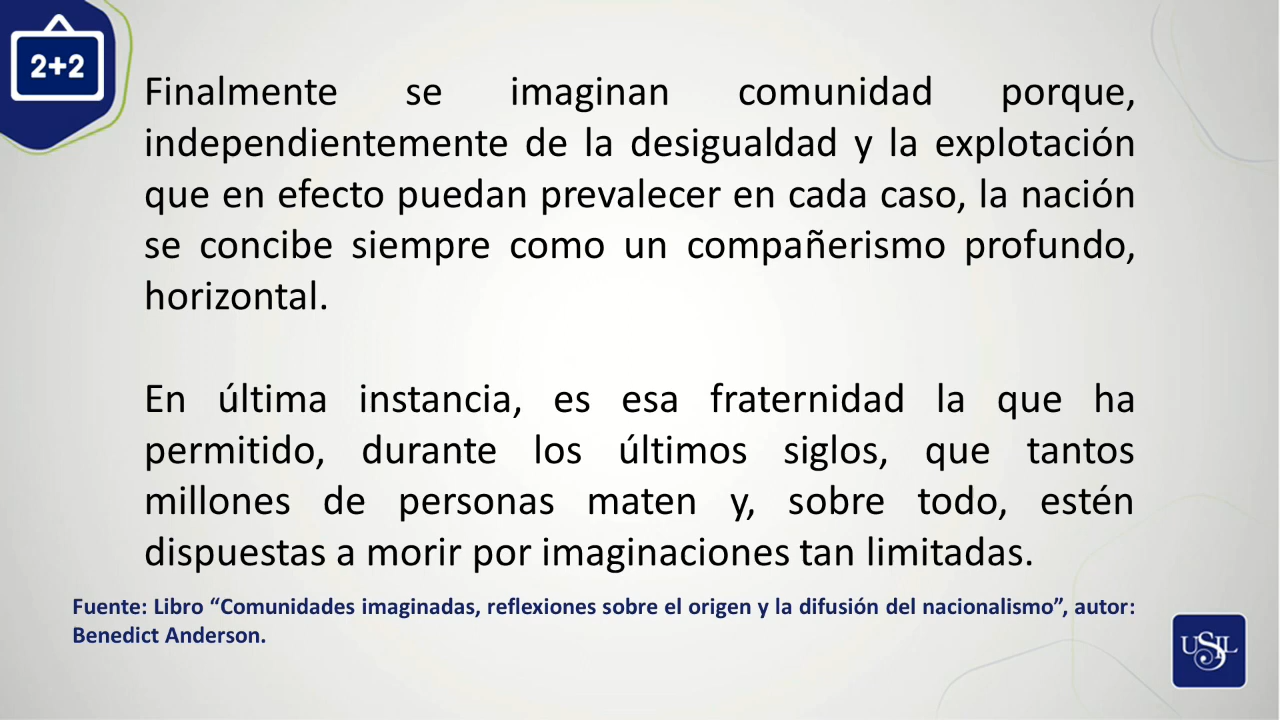 2+2
Finalmente se imaginan comunidad porque,
independientemente de la desigualdad y la explotación
que en efecto puedan prevalecer en cada caso, la nación
se concibe siempre como un compañerismo profundo,
horizontal.
En última instancia, es esa fraternidad la que ha
permitido, durante los últimos siglos, que tantos
millones de personas maten y, sobre todo, estén
dispuestas a morir por imaginaciones tan limitadas.
Fuente: Libro “Comunidades imaginadas, reflexiones sobre el origen y la difusión del nacionalismo”, autor:
Benedict Anderson.
USIL